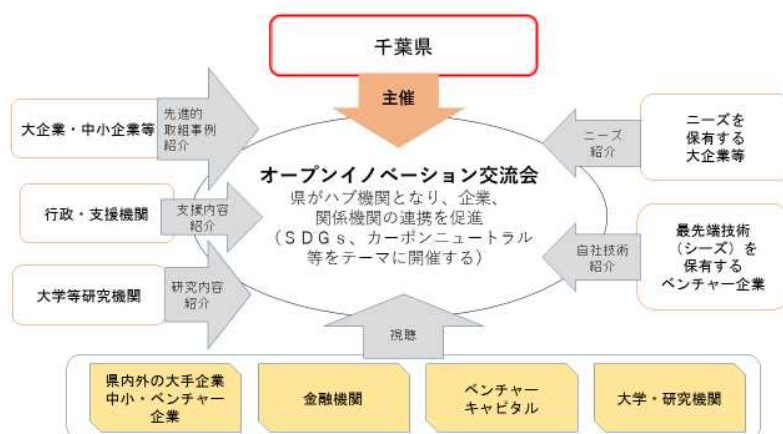 千葉県
主催
大企業・中小企業等
先進的
取組事例
紹介
行政・支援機関
支援内容
紹介
大学等研究機関
研究内容
紹介
オープンイノベーション交流会
県がハブ機関となり、企業、
関係機関の連携を促進
（ＳＤＧｓ、カーボンニュートラル
等をテーマに開催する）
ニーズ
紹介
ニーズを
保有する
大企業等
自社技術
紹介
最先端技術
（シーズ）を
保有する
ベンチャー企業
視聴
県内外の大手企業
中小・ベンチャー
企業
金融機関
ベンチャー
キャピタル
大学・研究機関